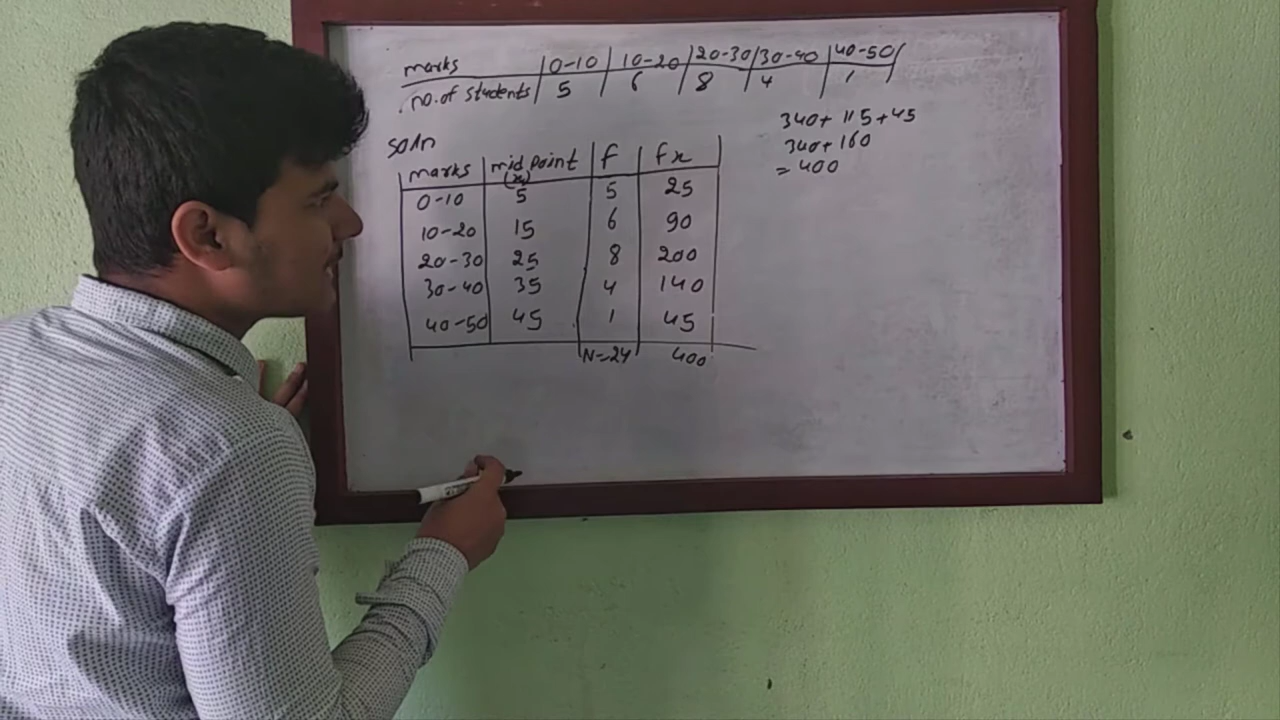 marks 0-10 10-20 20-30 30-40 40-50
no. of students 5 6 8 4 1
340+ 115+45
340+160
= 400
soln
marks mid point (x) f fx
0-10 5 5 25
10-20 15 6 90
20-30 25 8 200
30-40 35 4 140
40-50 45 1 45
N=24 400